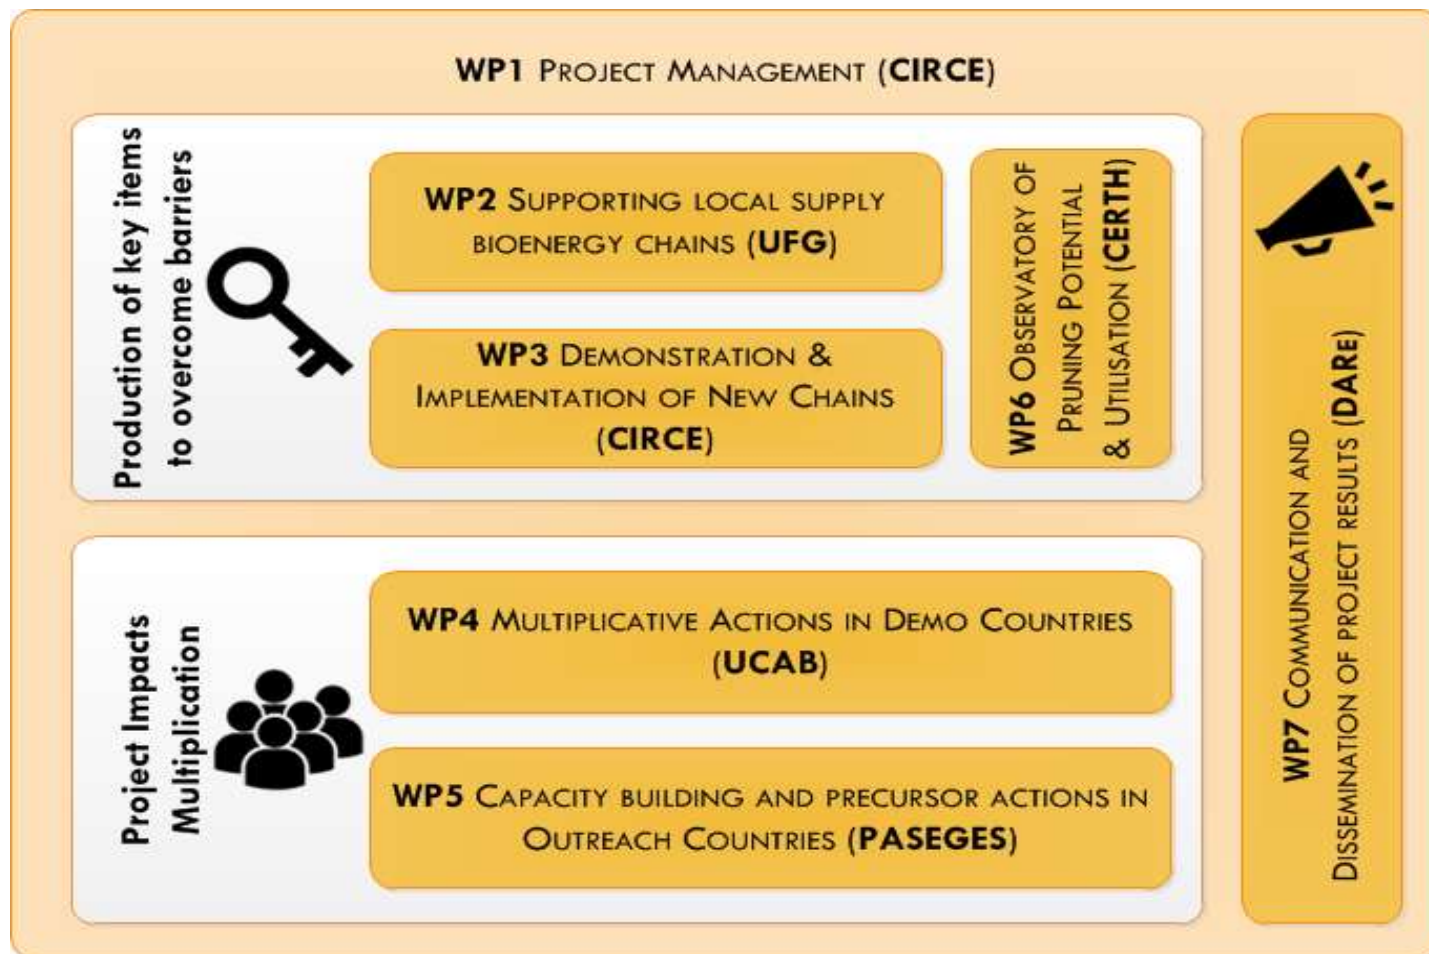 WP1 PROJECT MANAGEMENT (CIRCE)
Production of key items
to overcome barriers
WP2 SUPPORTING LOCAL SUPPLY
BIOENERGY CHAINS (UFG)
WP3 DEMONSTRATION &
IMPLEMENTATION OF NEW CHAINS
(CIRCE)
WP6 OBSERVATORY OF
PRUNING POTENTIAL
& UTILISATION (CERTH)
Project Impacts
Multiplication
WP4 MULTIPLICATIVE ACTIONS IN DEMO COUNTRIES
(UCAB)
WP5 CAPACITY BUILDING AND PRECURSOR ACTIONS IN
OUTREACH COUNTRIES (PASEGES)
WP7 COMMUNICATION AND
DISSEMINATION OF PROJECT RESULTS (DARE)